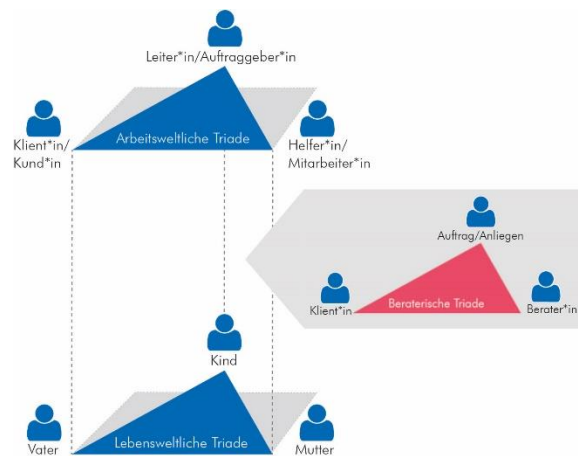 Leiter*in/Auftraggeber*in
Klient*in/
Kund*in
Arbeitsweltliche Triade
Helfer*in/
Mitarbeiter*in
Auftrag/Anliegen
Klient*in
Beraterische Triade
Berater*in
Kind
Vater
Lebensweltliche Triade
Mutter